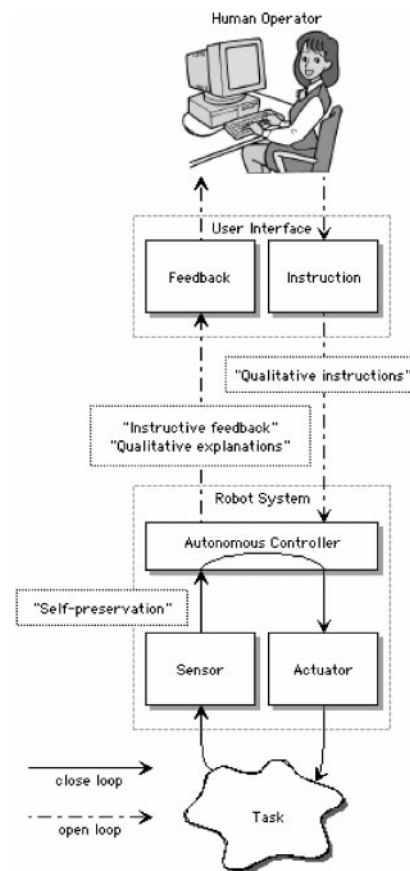 Human Operator
User Interface
Feedback
Instruction
"Qualitative instructions"
"Instructive feedback"
"Qualitative explanations"
Robot System
Autonomous Controller
"Self-preservation"
Sensor
Actuator
close loop
open loop
Task